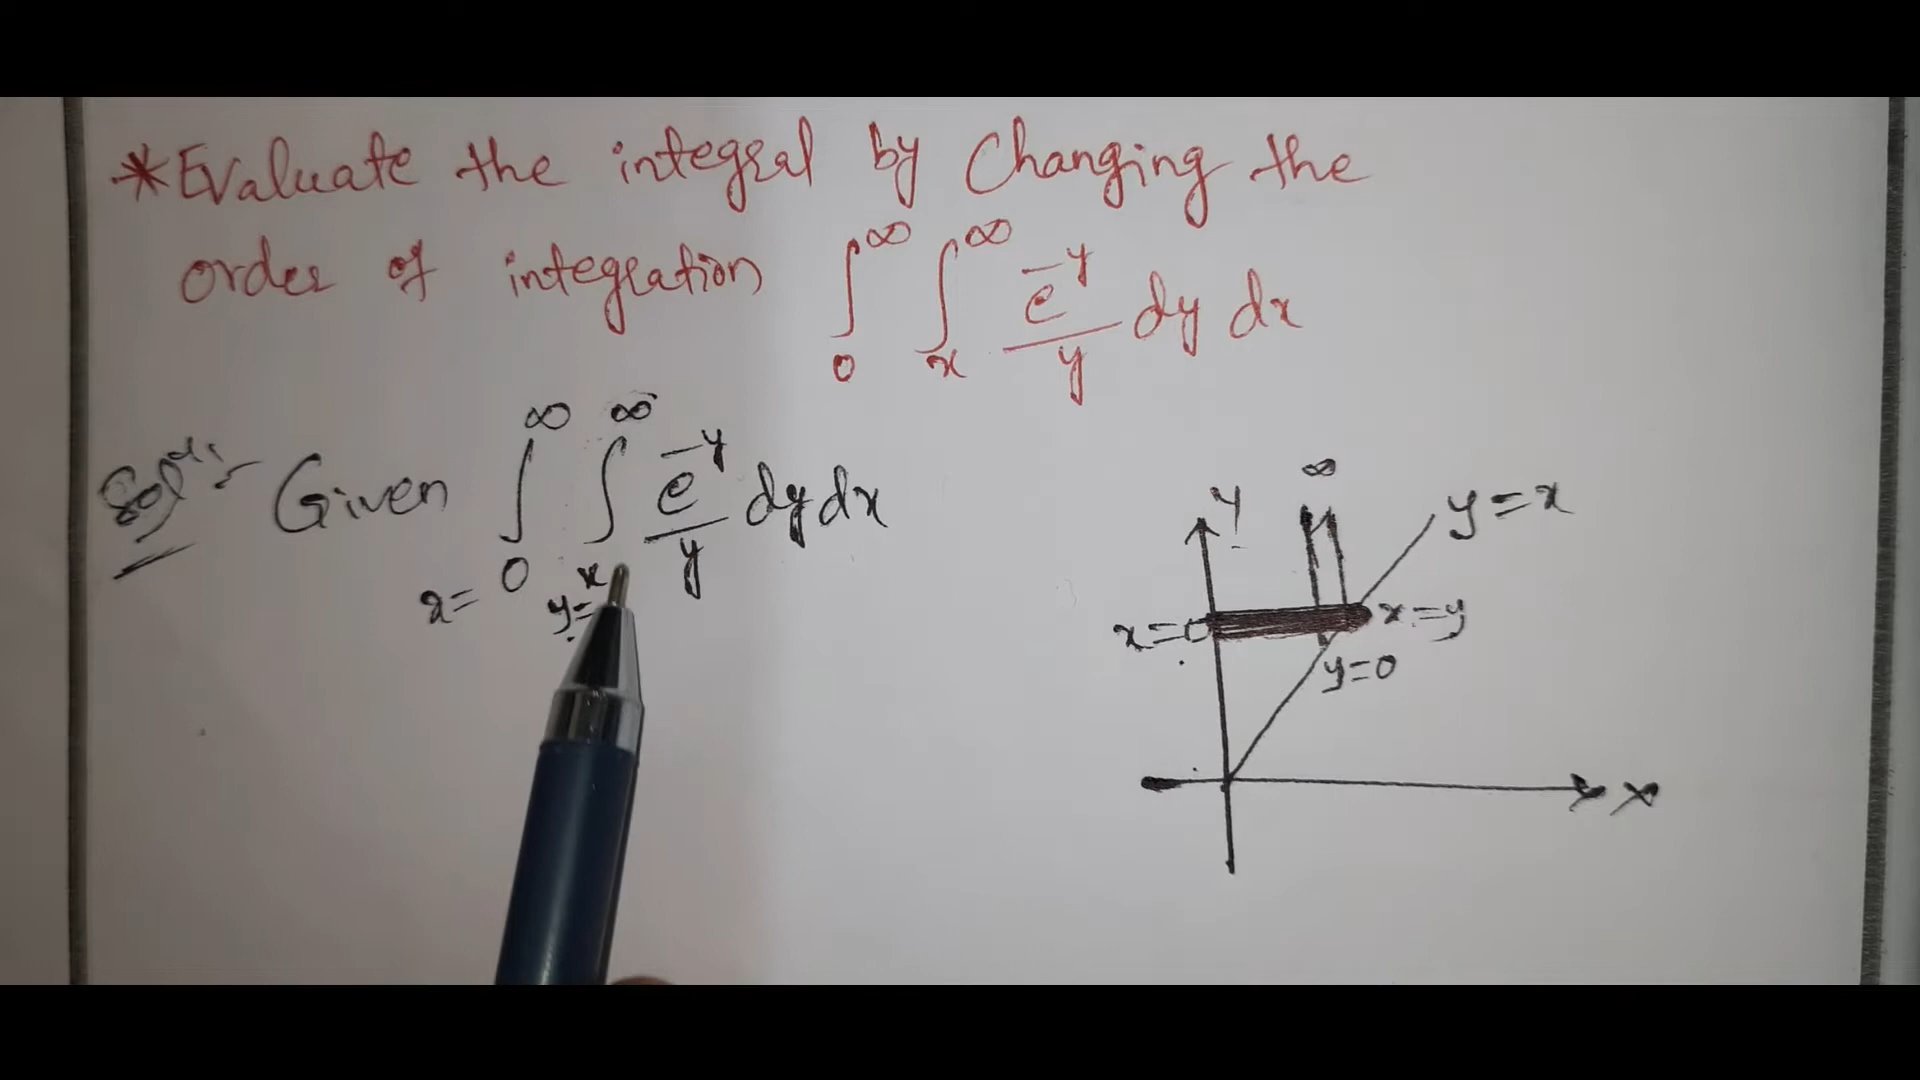 *Evaluate the integral by Changing the
order of integration ∫₀^∞ ∫ₓ^∞ e^(-y)/y dy dx
Solⁿ:- Given ∫_{x=0}^∞ ∫_{y=x}^∞ e^(-y)/y dy dx
∞
y
y=x
x=0
x=y
y=0
x